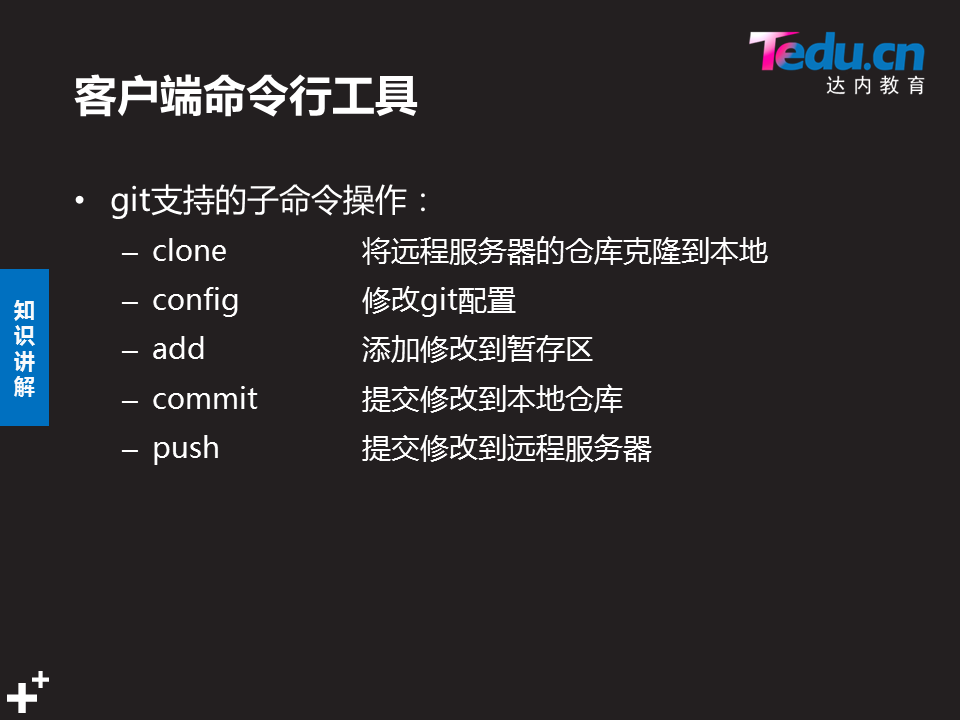 Tedu.cn
达内教育
客户端命令行工具
• git支持的子命令操作：
– clone 将远程服务器的仓库克隆到本地
– config 修改git配置
– add 添加修改到暂存区
– commit 提交修改到本地仓库
– push 提交修改到远程服务器
知识讲解